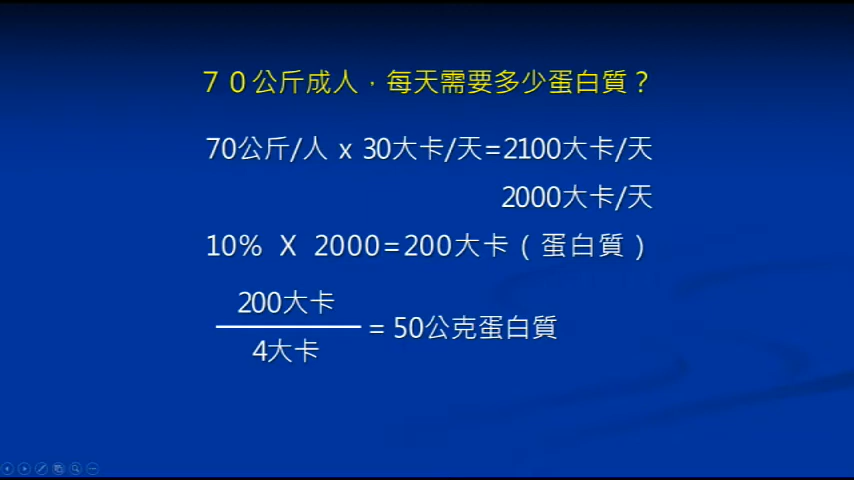 ７０公斤成人，每天需要多少蛋白質？
70公斤/人 x 30大卡/天=2100大卡/天
2000大卡/天
10% X 2000=200大卡（蛋白質）
200大卡
4大卡
= 50公克蛋白質